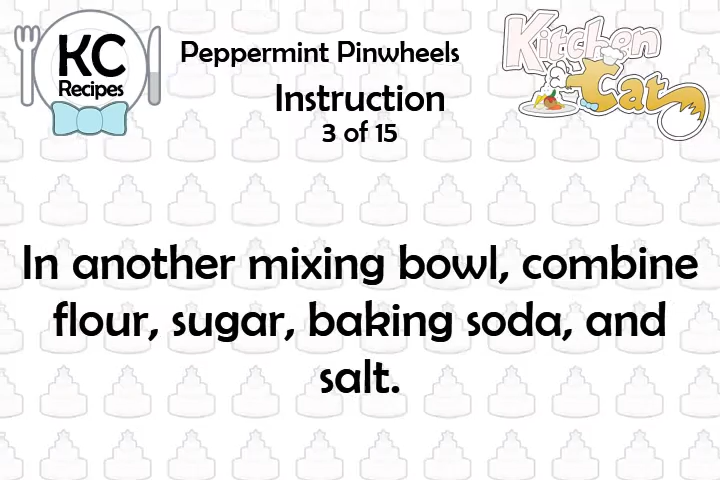 KC
Recipes
Peppermint Pinwheels
Instruction
3 of 15
Kitchen
Cat
In another mixing bowl, combine
flour, sugar, baking soda, and
salt.